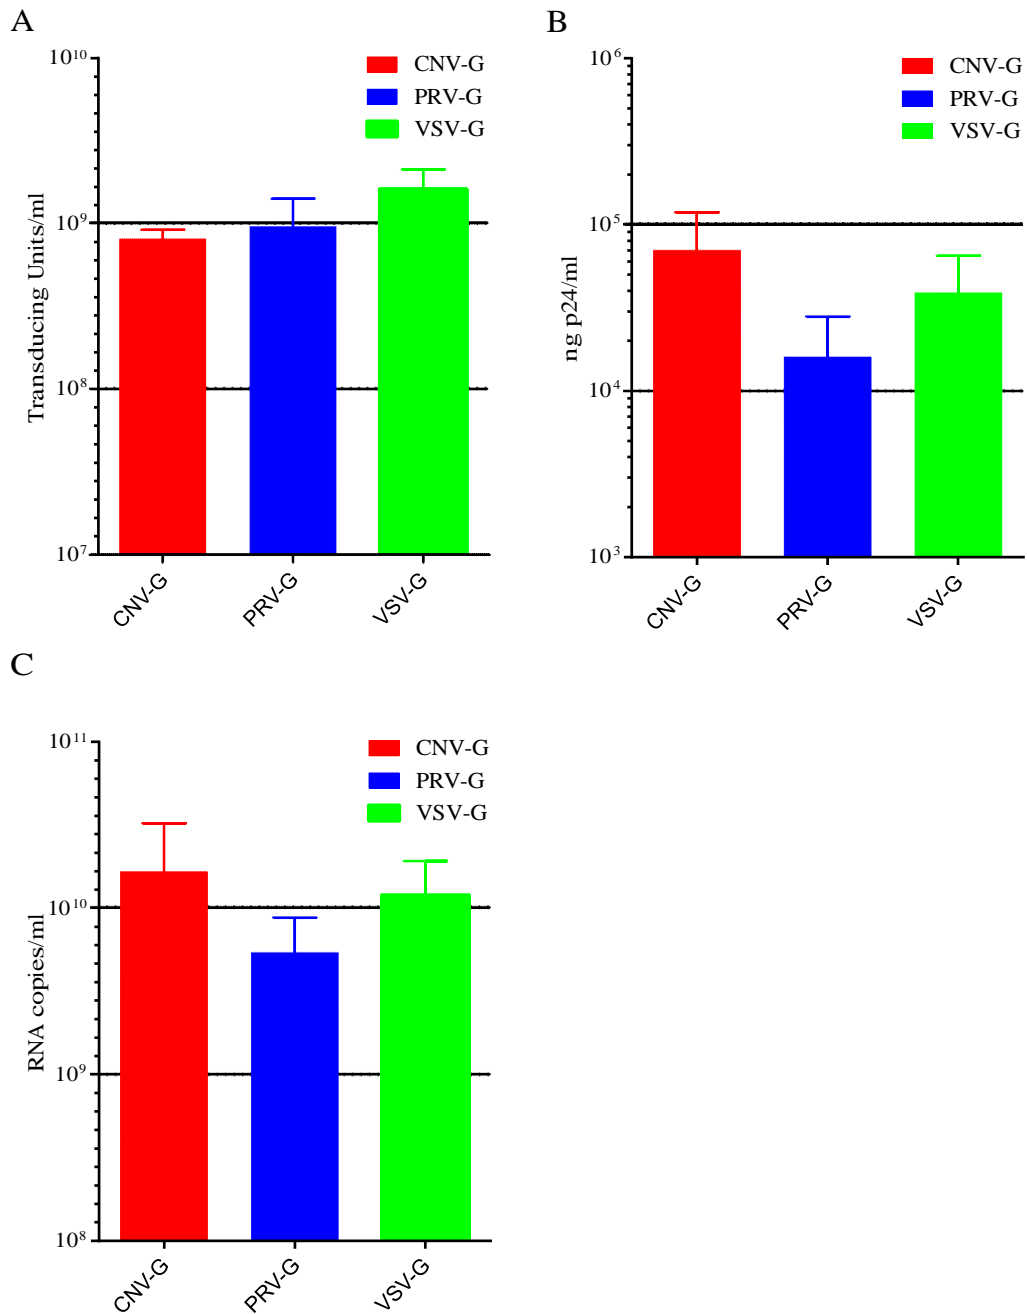 A
Transducing Units/ml
10¹⁰
10⁹
10⁸
10⁷
CNV-G
PRV-G
VSV-G
CNV-G
PRV-G
VSV-G
B
ng p24/ml
10⁶
10⁵
10⁴
10³
CNV-G
PRV-G
VSV-G
CNV-G
PRV-G
VSV-G
C
RNA copies/ml
10¹¹
10¹⁰
10⁹
10⁸
CNV-G
PRV-G
VSV-G
CNV-G
PRV-G
VSV-G